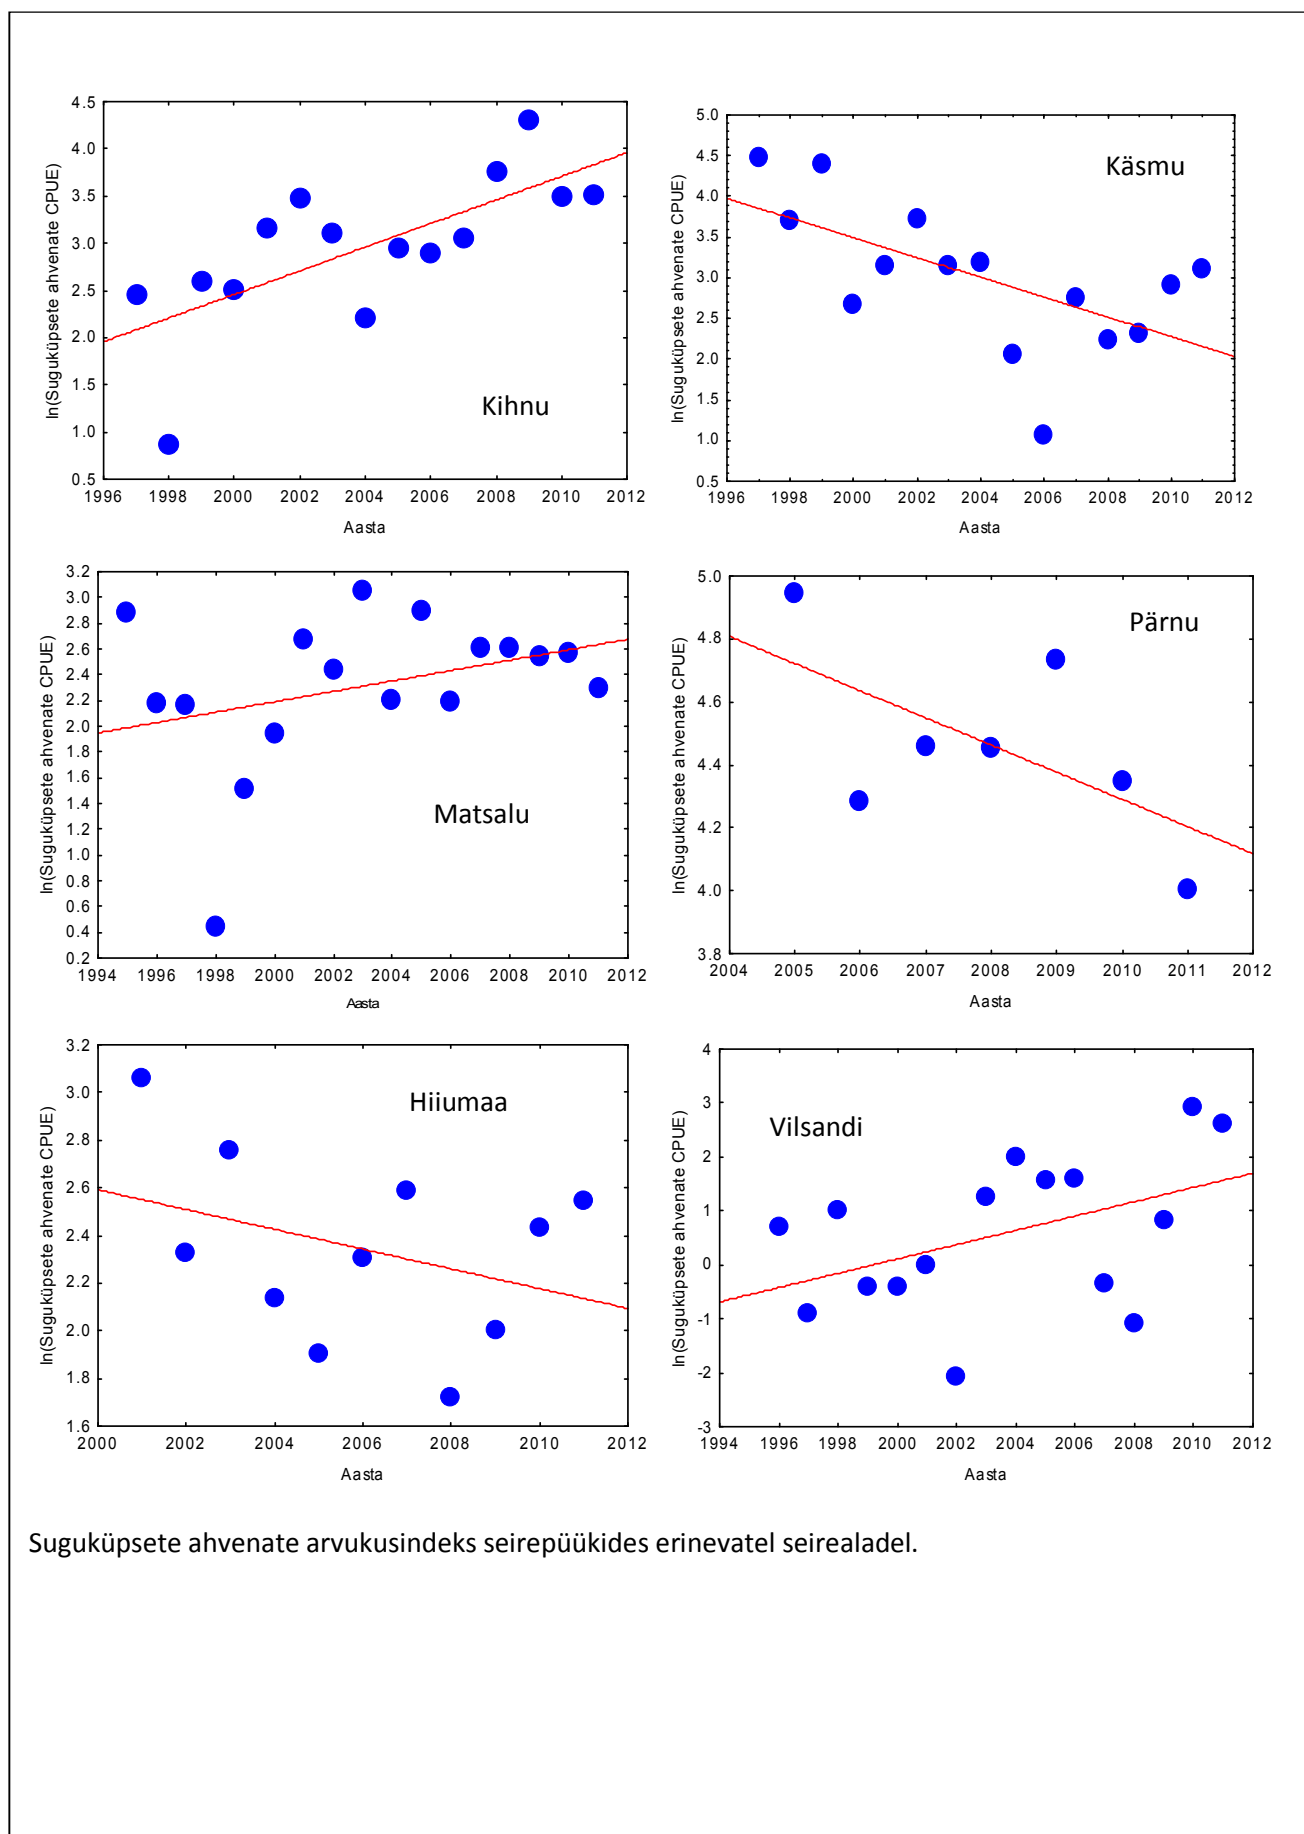 4.5
4.0
3.5
3.0
2.5
2.0
1.5
1.0
0.5
ln(Suguküpsete ahvenate CPUE)
Kihnu
1996 1998 2000 2002 2004 2006 2008 2010 2012
Aasta
5.0
4.5
4.0
3.5
3.0
2.5
2.0
1.5
1.0
0.5
ln(Suguküpsete ahvenate CPUE)
Käsmu
1996 1998 2000 2002 2004 2006 2008 2010 2012
Aasta
3.2
3.0
2.8
2.6
2.4
2.2
2.0
1.8
1.6
1.4
1.2
1.0
0.8
0.6
0.4
0.2
ln(Suguküpsete ahvenate CPUE)
Matsalu
1994 1996 1998 2000 2002 2004 2006 2008 2010 2012
Aasta
5.0
4.8
4.6
4.4
4.2
4.0
3.8
ln(Suguküpsete ahvenate CPUE)
Pärnu
2004 2005 2006 2007 2008 2009 2010 2011 2012
Aasta
3.2
3.0
2.8
2.6
2.4
2.2
2.0
1.8
1.6
ln(Suguküpsete ahvenate CPUE)
Hiiumaa
2000 2002 2004 2006 2008 2010 2012
Aasta
4
3
2
1
0
-1
-2
-3
ln(Suguküpsete ahvenate CPUE)
Vilsandi
1994 1996 1998 2000 2002 2004 2006 2008 2010 2012
Aasta
Suguküpsete ahvenate arvukusindeks seirepüükides erinevatel seirealadel.